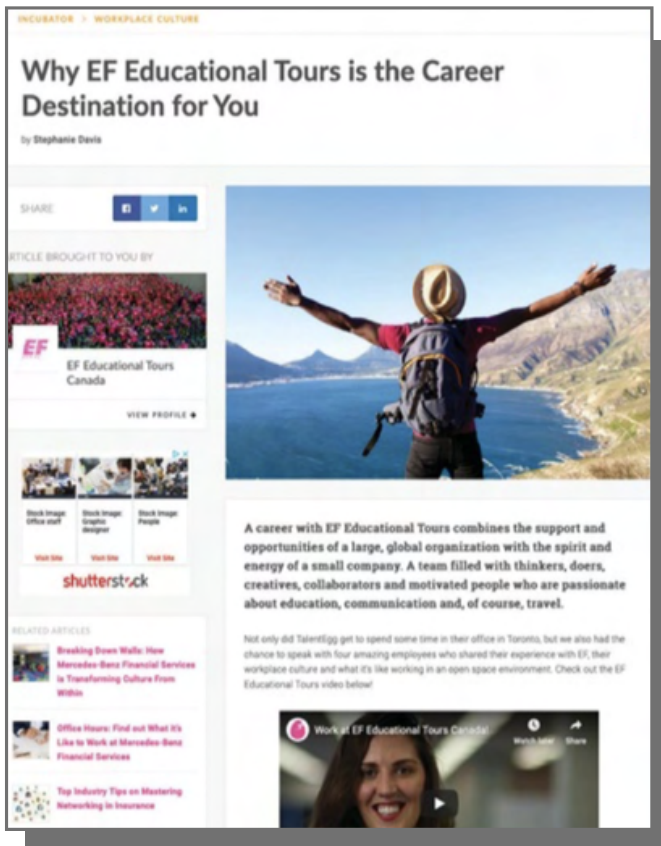 INCUBATOR > WORKPLACE CULTURE
Why EF Educational Tours is the Career
Destination for You
by Stephanie Davis
SHARE
ARTICLE BROUGHT TO YOU BY
EF
EF Educational Tours
Canada
VIEW PROFILE
Stock Image:
Office staff
Stock Image:
Graphic
designer
Stock Image:
People
Visit Site
Visit Site
Visit Site
shutterstock
RELATED ARTICLES
Breaking Down Walls: How
Mercedes-Benz Financial Services
is Transforming Culture From
Within
Office Hours: Find out What it's
Like to Work at Mercedes-Benz
Financial Services
Top Industry Tips on Mastering
Networking in Insurance
A career with EF Educational Tours combines the support and
opportunities of a large, global organization with the spirit and
energy of a small company. A team filled with thinkers, doers,
creatives, collaborators and motivated people who are passionate
about education, communication and, of course, travel.
Not only did TalentEgg get to spend some time in their office in Toronto, but we also had the
chance to speak with four amazing employees who shared their experience with EF, their
workplace culture and what it's like working in an open space environment. Check out the EF
Educational Tours video below!
Work at EF Educational Tours Canada!
Watch later
Share